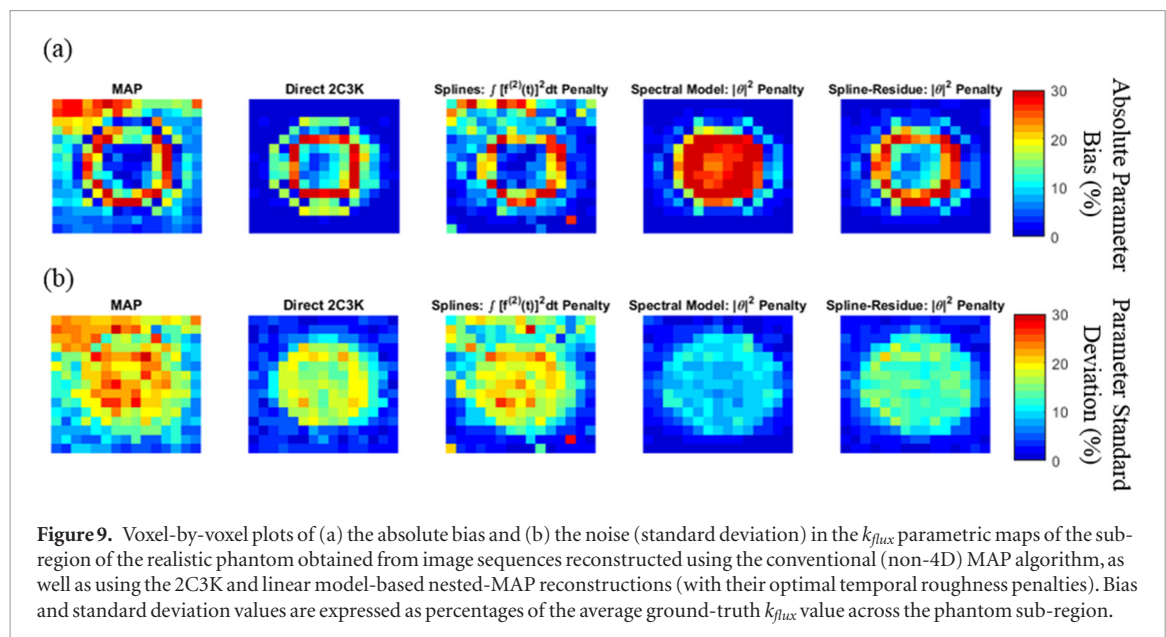 (a)
MAP
Direct 2C3K
Splines: ∫ [f(2)(t)]2dt Penalty
Spectral Model: |θ|2 Penalty
Spline-Residue: |θ|2 Penalty
30
20
10
0
Absolute Parameter
Bias (%)
(b)
MAP
Direct 2C3K
Splines: ∫ [f(2)(t)]2dt Penalty
Spectral Model: |θ|2 Penalty
Spline-Residue: |θ|2 Penalty
30
20
10
0
Parameter Standard
Deviation (%)
Figure 9. Voxel-by-voxel plots of (a) the absolute bias and (b) the noise (standard deviation) in the kflux parametric maps of the sub-
region of the realistic phantom obtained from image sequences reconstructed using the conventional (non-4D) MAP algorithm, as
well as using the 2C3K and linear model-based nested-MAP reconstructions (with their optimal temporal roughness penalties). Bias
and standard deviation values are expressed as percentages of the average ground-truth kflux value across the phantom sub-region.